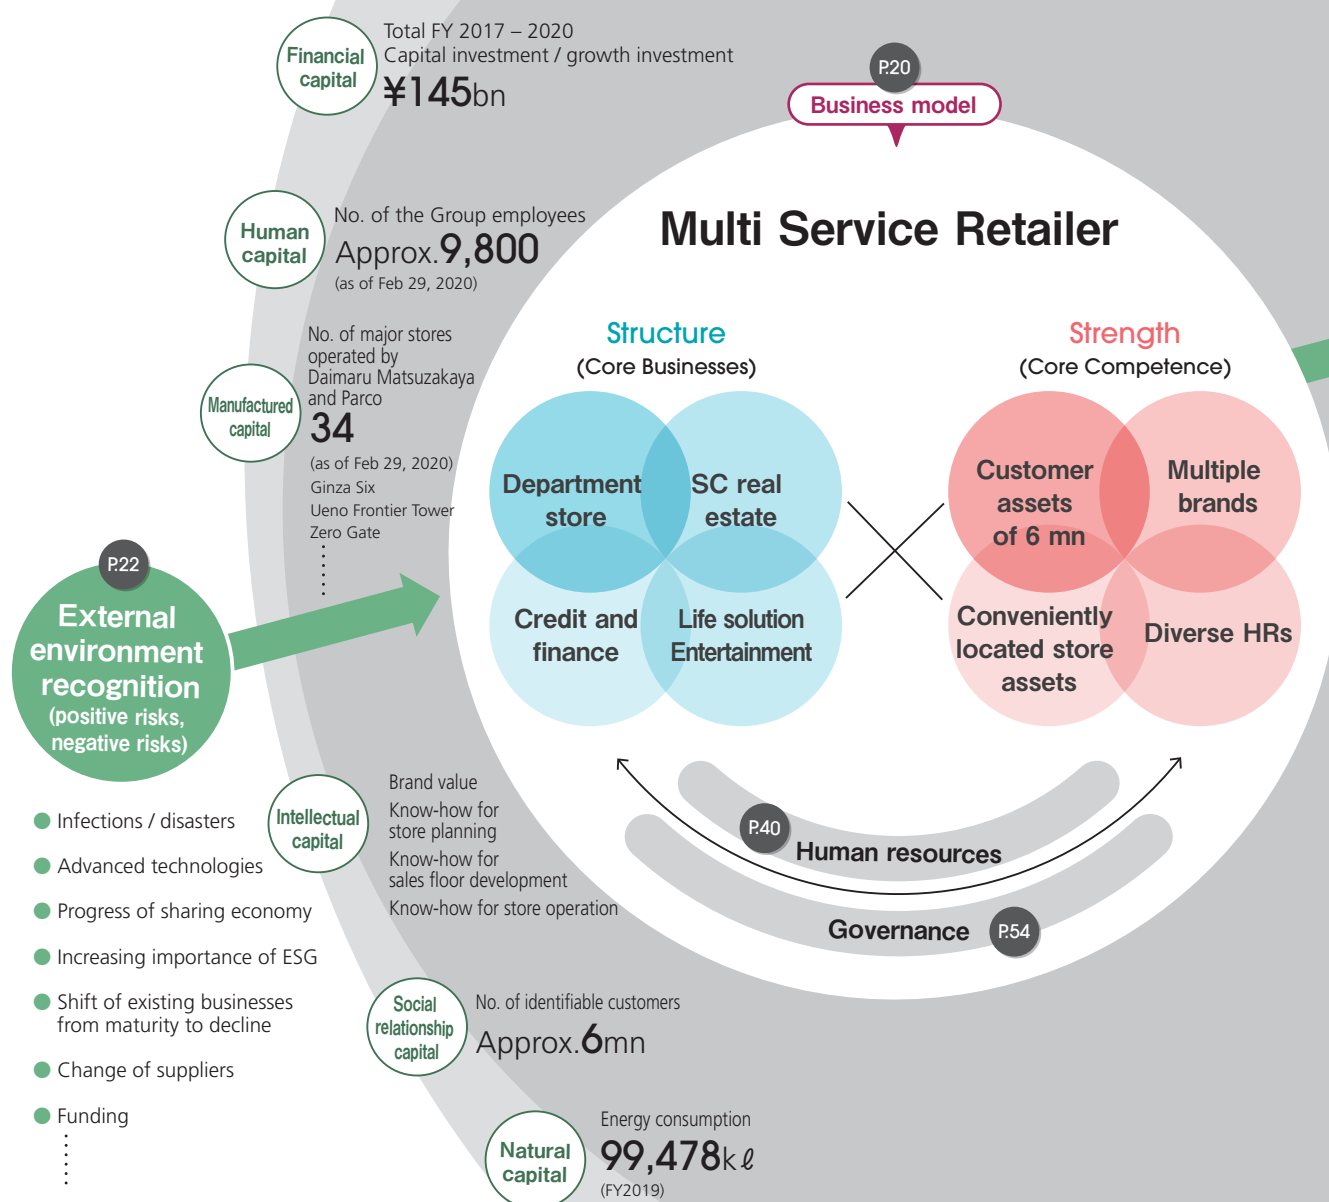 Financial
capital
Total FY 2017 – 2020
Capital investment / growth investment
¥145bn
P.20
Business model
Human
capital
No. of the Group employees
Approx.9,800
(as of Feb 29, 2020)
Manufactured
capital
No. of major stores
operated by
Daimaru Matsuzakaya
and Parco
34
(as of Feb 29, 2020)
Ginza Six
Ueno Frontier Tower
Zero Gate
Multi Service Retailer
Structure
(Core Businesses)
Department
store
SC real
estate
Credit and
finance
Life solution
Entertainment
Strength
(Core Competence)
Customer
assets
of 6 mn
Multiple
brands
Conveniently
located store
assets
Diverse HRs
P.40
Human resources
Governance
P.54
P.22
External
environment
recognition
(positive risks,
negative risks)
Infections / disasters
Advanced technologies
Progress of sharing economy
Increasing importance of ESG
Shift of existing businesses
from maturity to decline
Change of suppliers
Funding
Intellectual
capital
Brand value
Know-how for
store planning
Know-how for
sales floor development
Know-how for store operation
Social
relationship
capital
No. of identifiable customers
Approx.6mn
Natural
capital
Energy consumption
99,478kℓ
(FY2019)